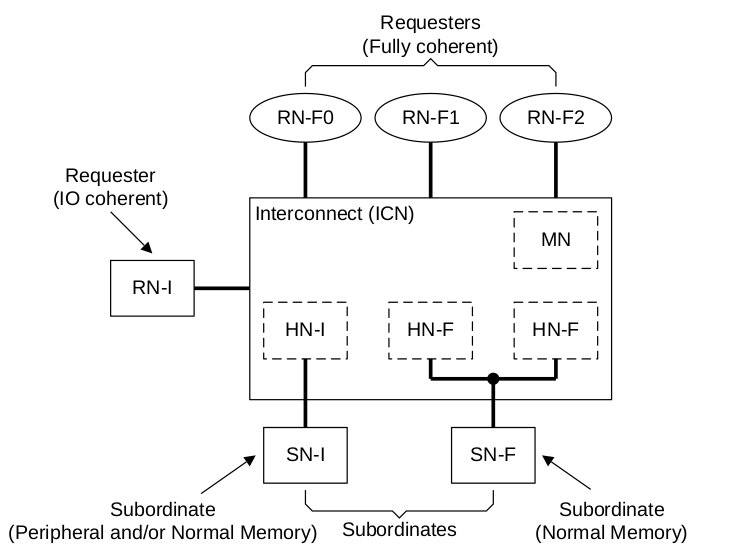 Requesters
(Fully coherent)
RN-F0
RN-F1
RN-F2
Requester
(IO coherent)
Interconnect (ICN)
MN
RN-I
HN-I
HN-F
HN-F
SN-I
SN-F
Subordinate
(Peripheral and/or Normal Memory)
Subordinates
Subordinate
(Normal Memory)